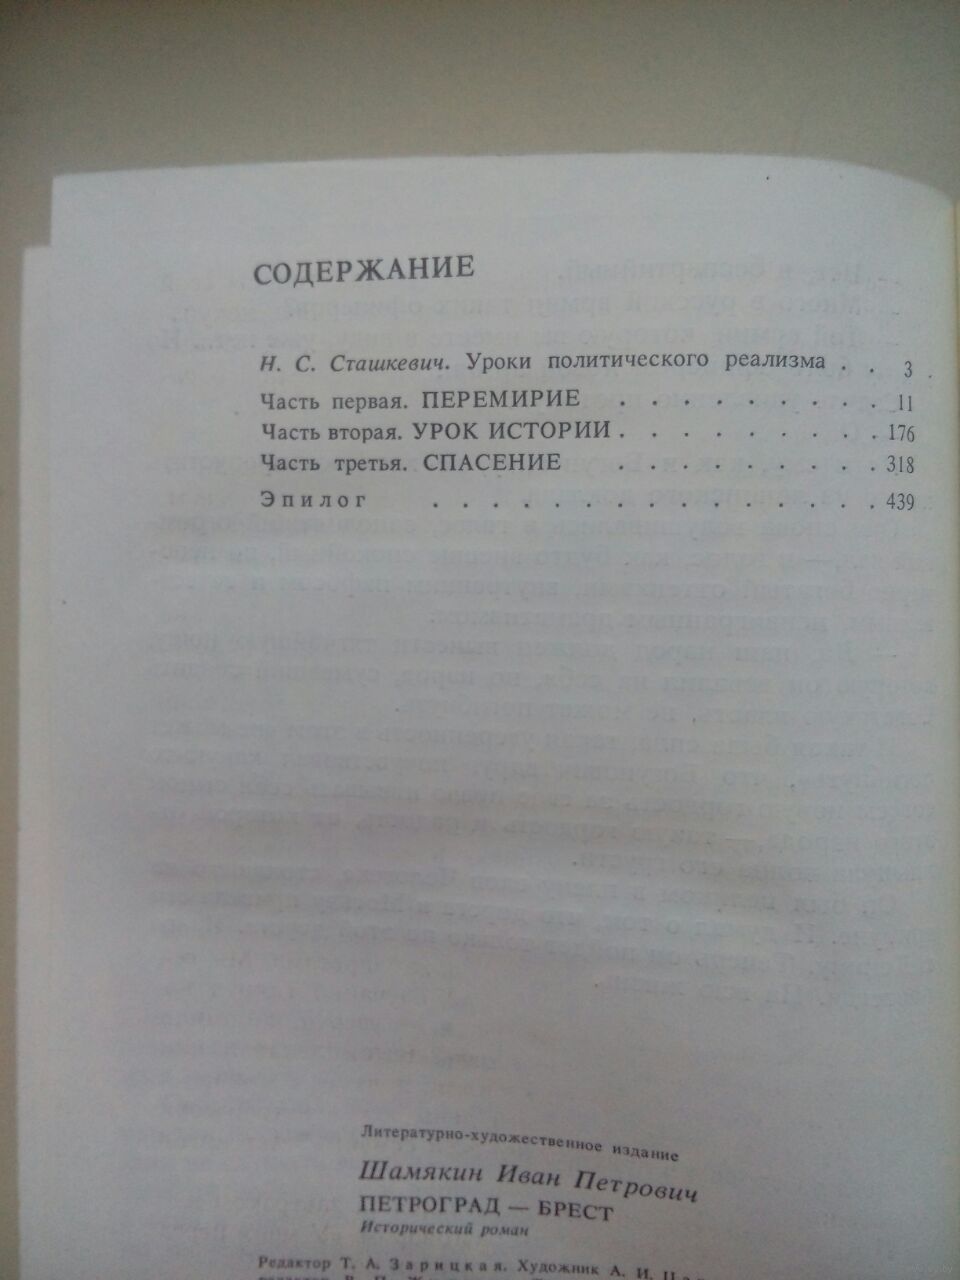 СОДЕРЖАНИЕ
Н. С. Сташкевич. Уроки политического реализма . . 3
Часть первая. ПЕРЕМИРИЕ . . . . . . . . . 11
Часть вторая. УРОК ИСТОРИИ . . . . . . . . . 176
Часть третья. СПАСЕНИЕ . . . . . . . . . 318
Эпилог . . . . . . . . . . . . . . . 439
Литературно-художественное издание
Шамякин Иван Петрович
ПЕТРОГРАД — БРЕСТ
Исторический роман
Редактор Т. А. Зарицкая. Художник А. И.